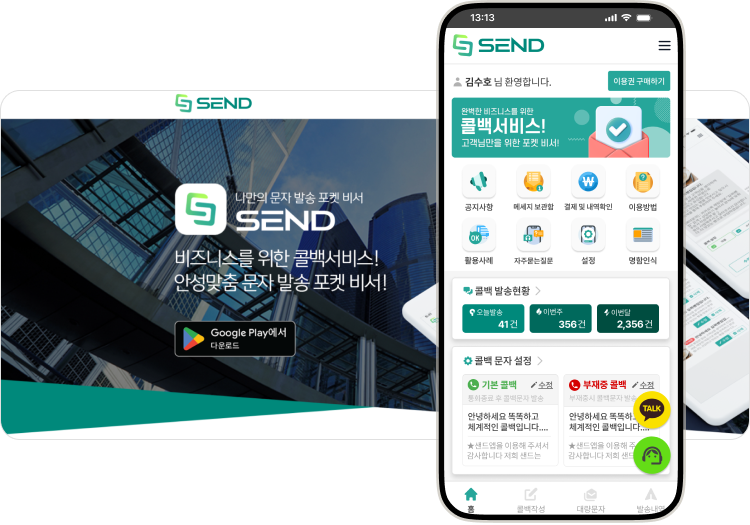 SEND
나만의 문자 발송 포켓 비서
SEND
비즈니스를 위한 콜백서비스!
안성맞춤 문자 발송 포켓 비서!
Google Play에서
다운로드
13:13
SEND
김수호 님 환영합니다.
이용권 구매하기
완벽한 비즈니스를 위한
콜백서비스!
고객님만을 위한 포켓 비서!
공지사항
메세지 보관함
결제 및 내역확인
이용방법
OK
활용사례
자주묻는질문
설정
명함인식
콜백 발송현황
오늘발송
41건
이번주
356건
이번달
2,356건
콜백 문자 설정
기본 콜백
수정
통화종료 후 콜백문자 발송
안녕하세요 똑똑하고
체계적인 콜백입니다....
★샌드앱을 이용해 주셔서
감사합니다 저희 샌드는
부재중 콜백
수정
부재중시 콜백문자 발송
안녕하세요 똑똑하고
체계적인 콜백입니다....
★샌드앱을 이용해
감사합니다 저희 샌드
TALK
홈
콜백작성
대량문자
발송내역